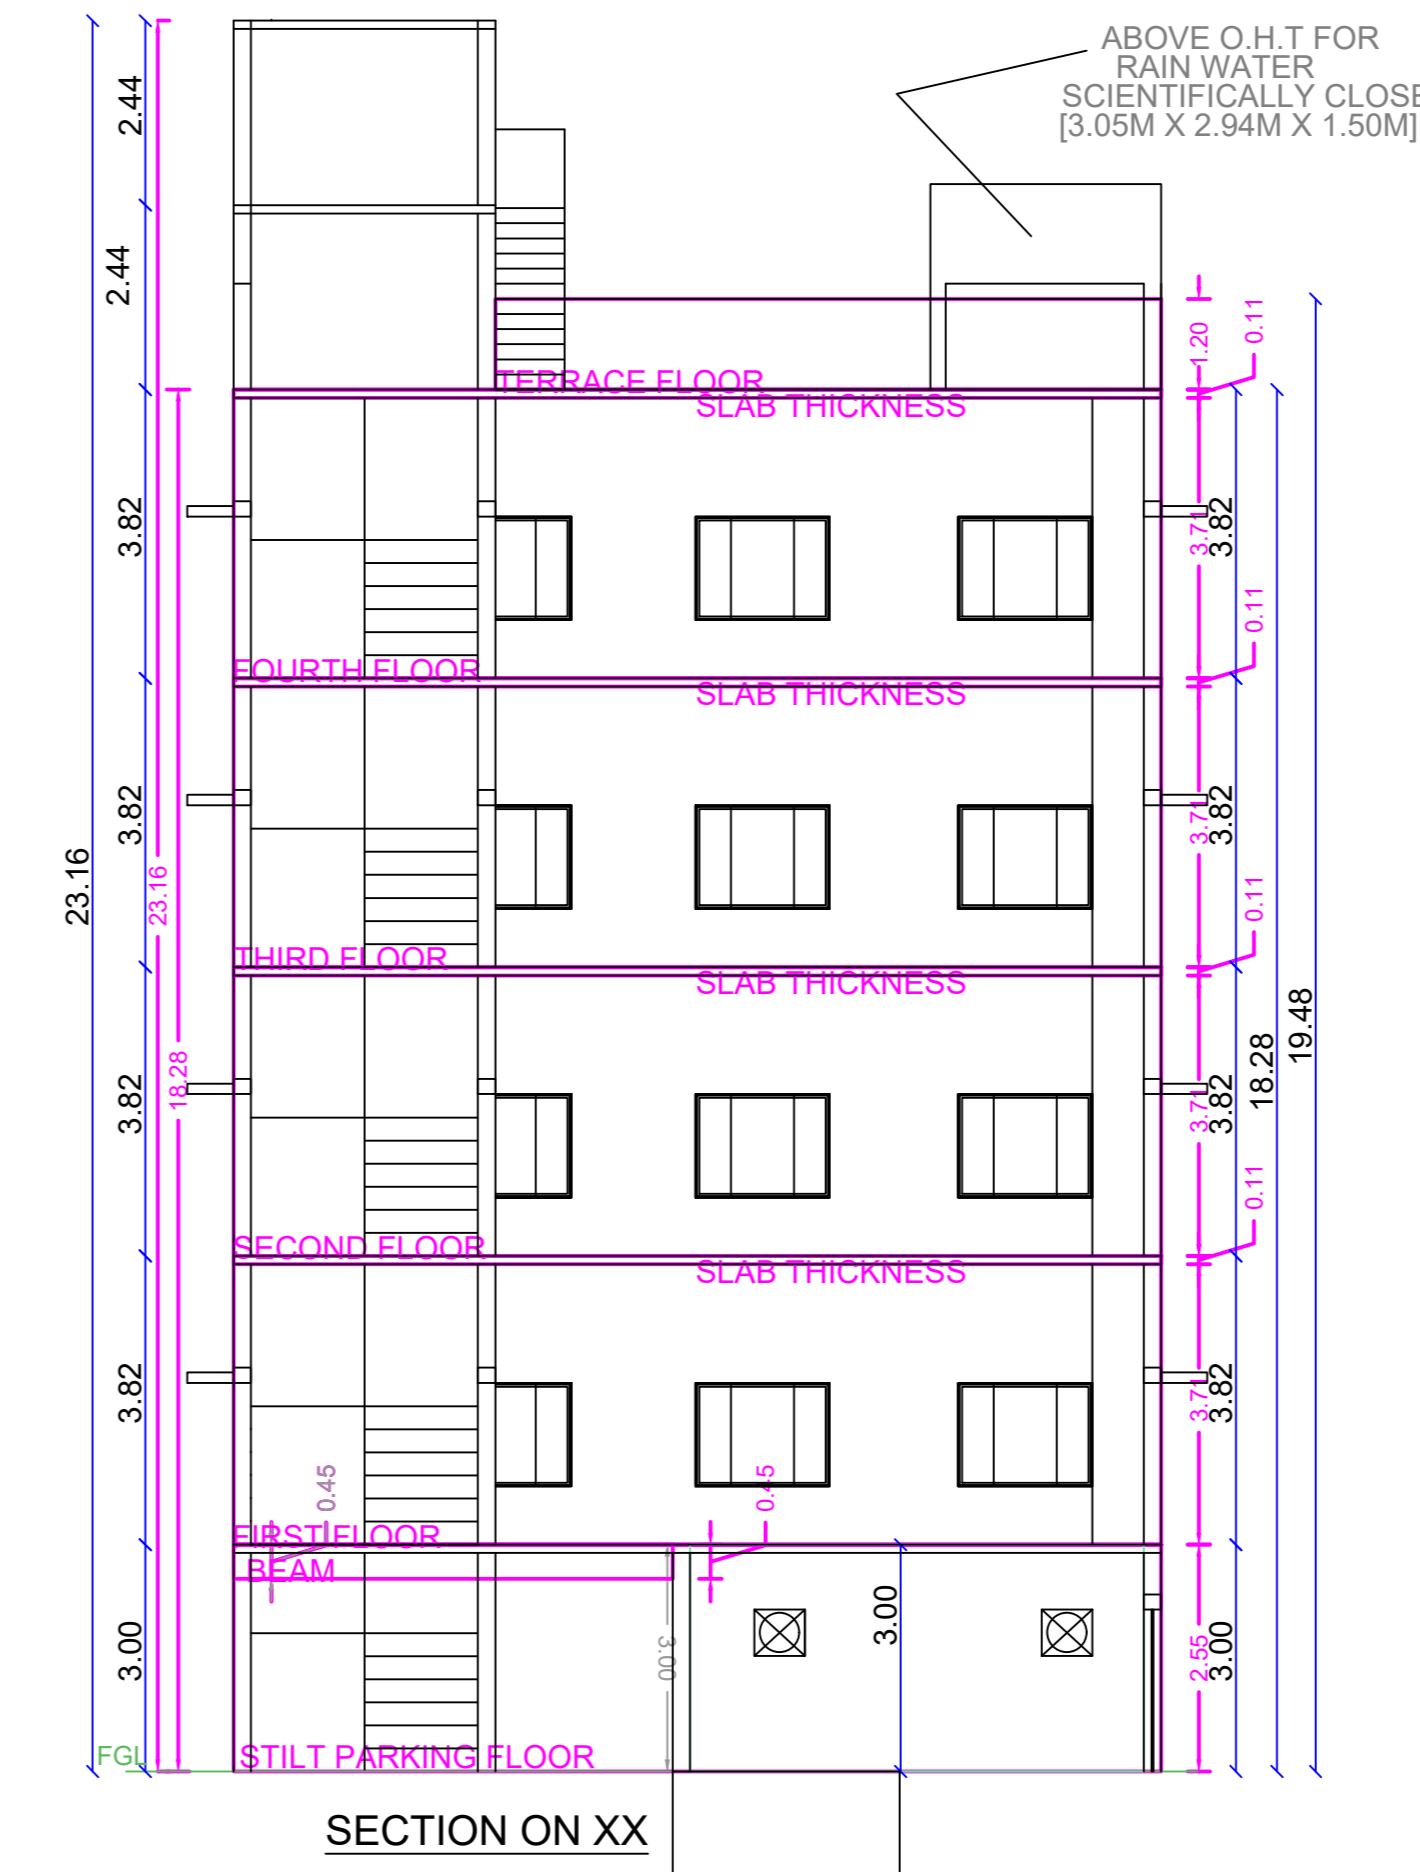 ABOVE O.H.T FOR
RAIN WATER
SCIENTIFICALLY CLOSE
[3.05M X 2.94M X 1.50M]
2.44
2.44
1.20
0.11
TERRACE FLOOR
SLAB THICKNESS
3.82
3.71
3.82
0.11
FOURTH FLOOR
SLAB THICKNESS
3.82
3.71
3.82
23.16
23.16
0.11
THIRD FLOOR
SLAB THICKNESS
19.48
18.28
18.28
3.82
3.71
3.82
0.11
SECOND FLOOR
SLAB THICKNESS
3.82
3.71
3.82
0.45
0.45
FIRST FLOOR
BEAM
3.00
3.00
3.00
2.55
3.00
FGL
STILT PARKING FLOOR
SECTION ON XX